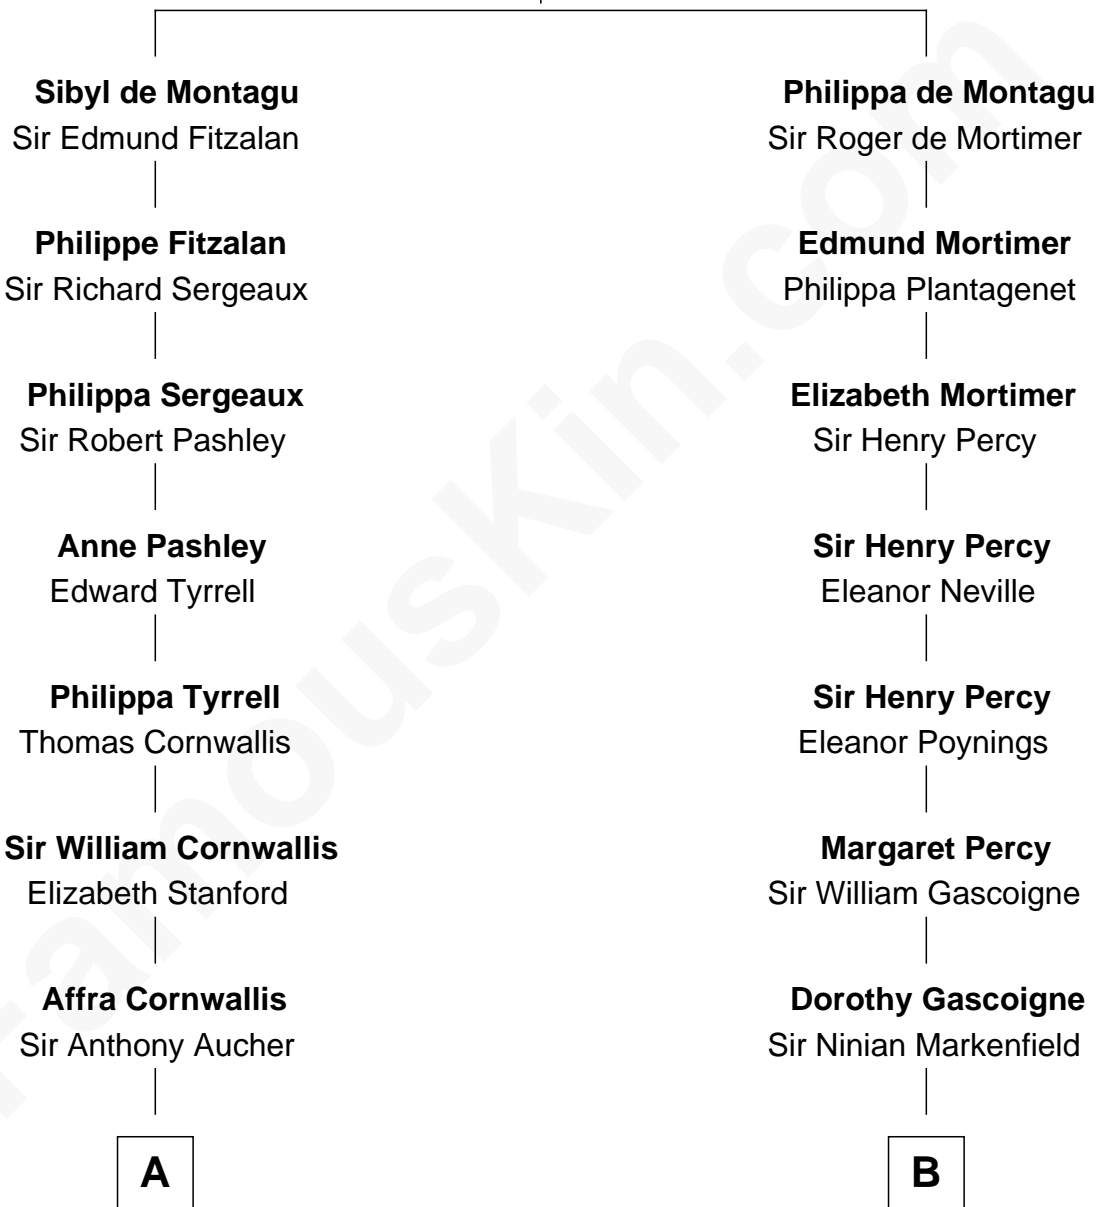 Sibyl de Montagu
Sir Edmund Fitzalan
Philippe Fitzalan
Sir Richard Sergeaux
Philippa Sergeaux
Sir Robert Pashley
Anne Pashley
Edward Tyrrell
Philippa Tyrrell
Thomas Cornwallis
Sir William Cornwallis
Elizabeth Stanford
Affra Cornwallis
Sir Anthony Aucher
A
Philippa de Montagu
Sir Roger de Mortimer
Edmund Mortimer
Philippa Plantagenet
Elizabeth Mortimer
Sir Henry Percy
Sir Henry Percy
Eleanor Neville
Sir Henry Percy
Eleanor Poynings
Margaret Percy
Sir William Gascoigne
Dorothy Gascoigne
Sir Ninian Markenfield
B
FamousKin.com